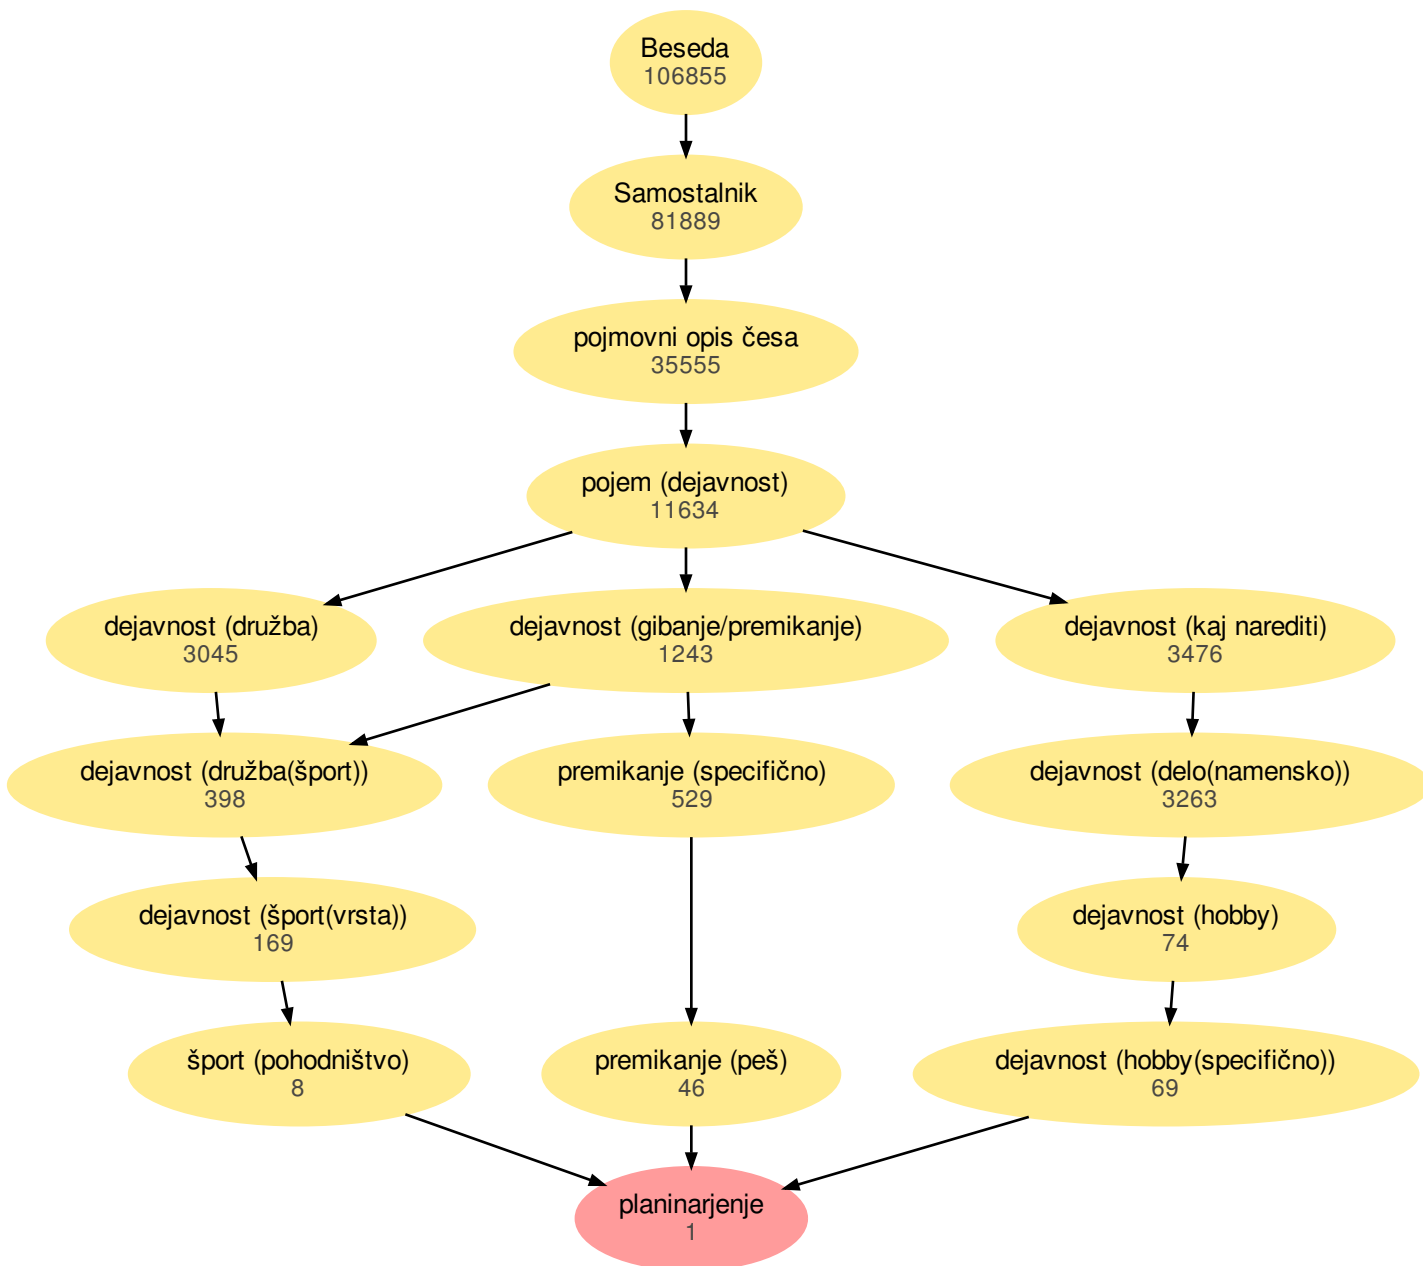 Beseda
106855
Samostalnik
81889
pojmovni opis česa
35555
pojem (dejavnost)
11634
dejavnost (družba)
3045
dejavnost (gibanje/premikanje)
1243
dejavnost (kaj narediti)
3476
dejavnost (družba(šport))
398
premikanje (specifično)
529
dejavnost (delo(namensko))
3263
dejavnost (šport(vrsta))
169
dejavnost (hobby)
74
šport (pohodništvo)
8
premikanje (peš)
46
dejavnost (hobby(specifično))
69
planinarjenje
1